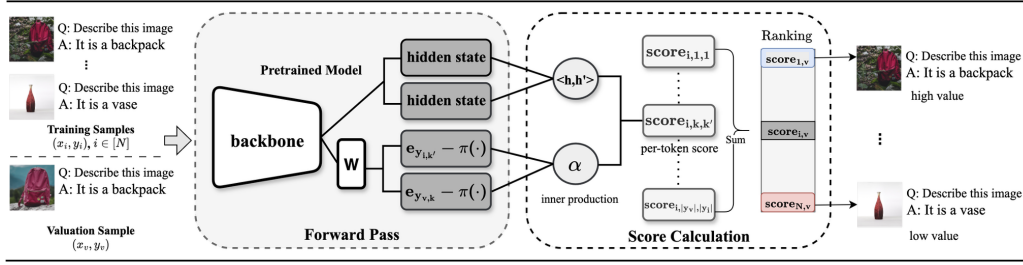 Q: Describe this image
A: It is a backpack
⋮
Q: Describe this image
A: It is a vase
Training Samples
(x_i, y_i), i ∈ [N]
Q: Describe this image
A: It is a backpack
Valuation Sample
(x_v, y_v)
Pretrained Model
backbone
W
hidden state
hidden state
e_{y_{i,k'}} − π(·)
e_{y_{v,k}} − π(·)
Forward Pass
<h,h'>
α
inner production
score_{i,1,1}
score_{i,k,k'}
per-token score
score_{i,|y_v|,|y_i|}
Sum
Score Calculation
Ranking
score_{1,v}
score_{i,v}
score_{N,v}
Q: Describe this image
A: It is a backpack
high value
⋮
Q: Describe this image
A: It is a vase
low value